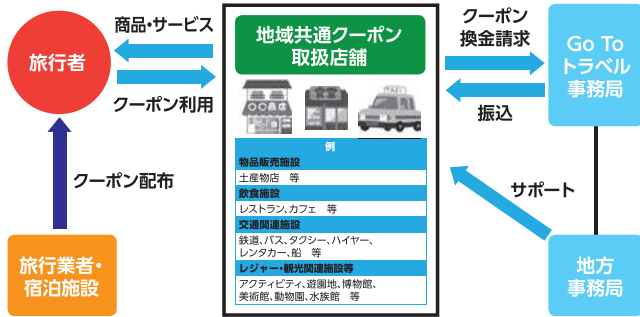 旅行者
商品・サービス
クーポン利用
クーポン配布
旅行業者・
宿泊施設
地域共通クーポン
取扱店舗
〇〇商店
TAXI
例
物品販売施設
土産物店 等
飲食施設
レストラン、カフェ 等
交通関連施設
鉄道、バス、タクシー、ハイヤー、
レンタカー、船 等
レジャー・観光関連施設等
アクティビティ、遊園地、博物館、
美術館、動物園、水族館 等
クーポン
換金請求
振込
サポート
Go To
トラベル
事務局
地方
事務局